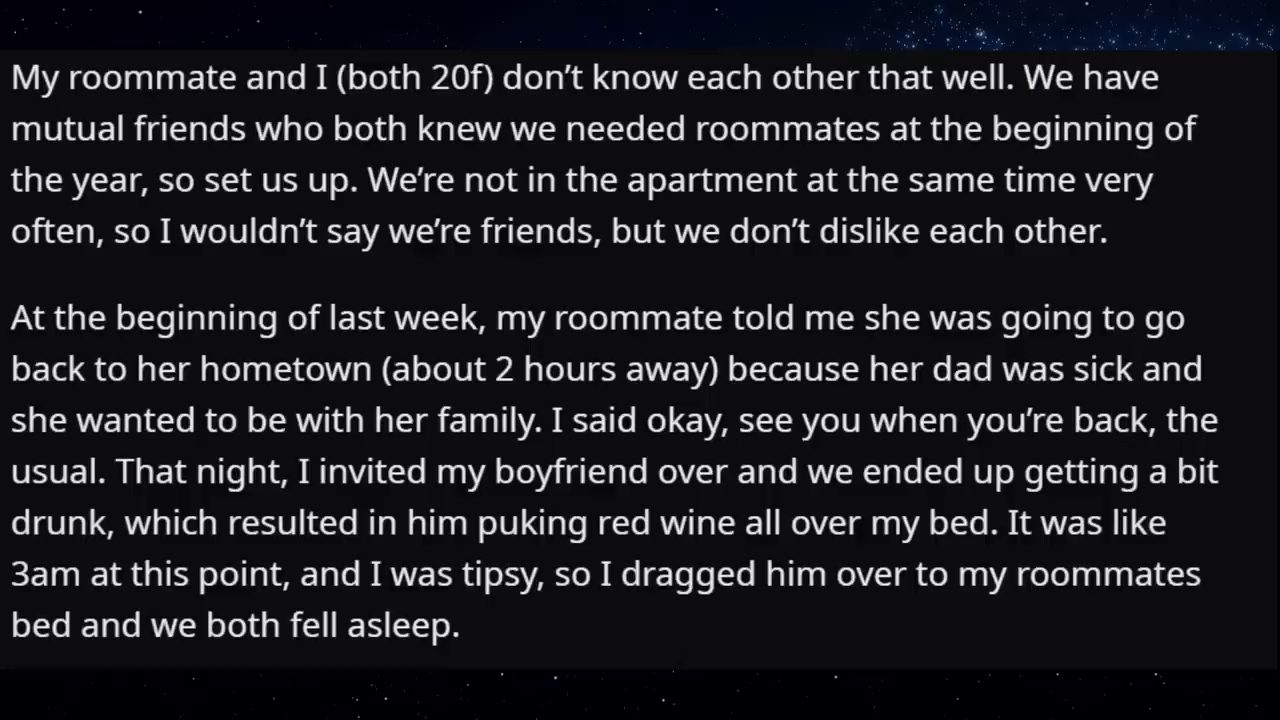 My roommate and I (both 20f) don’t know each other that well. We have
mutual friends who both knew we needed roommates at the beginning of
the year, so set us up. We’re not in the apartment at the same time very
often, so I wouldn’t say we’re friends, but we don’t dislike each other.
At the beginning of last week, my roommate told me she was going to go
back to her hometown (about 2 hours away) because her dad was sick and
she wanted to be with her family. I said okay, see you when you’re back, the
usual. That night, I invited my boyfriend over and we ended up getting a bit
drunk, which resulted in him puking red wine all over my bed. It was like
3am at this point, and I was tipsy, so I dragged him over to my roommates
bed and we both fell asleep.